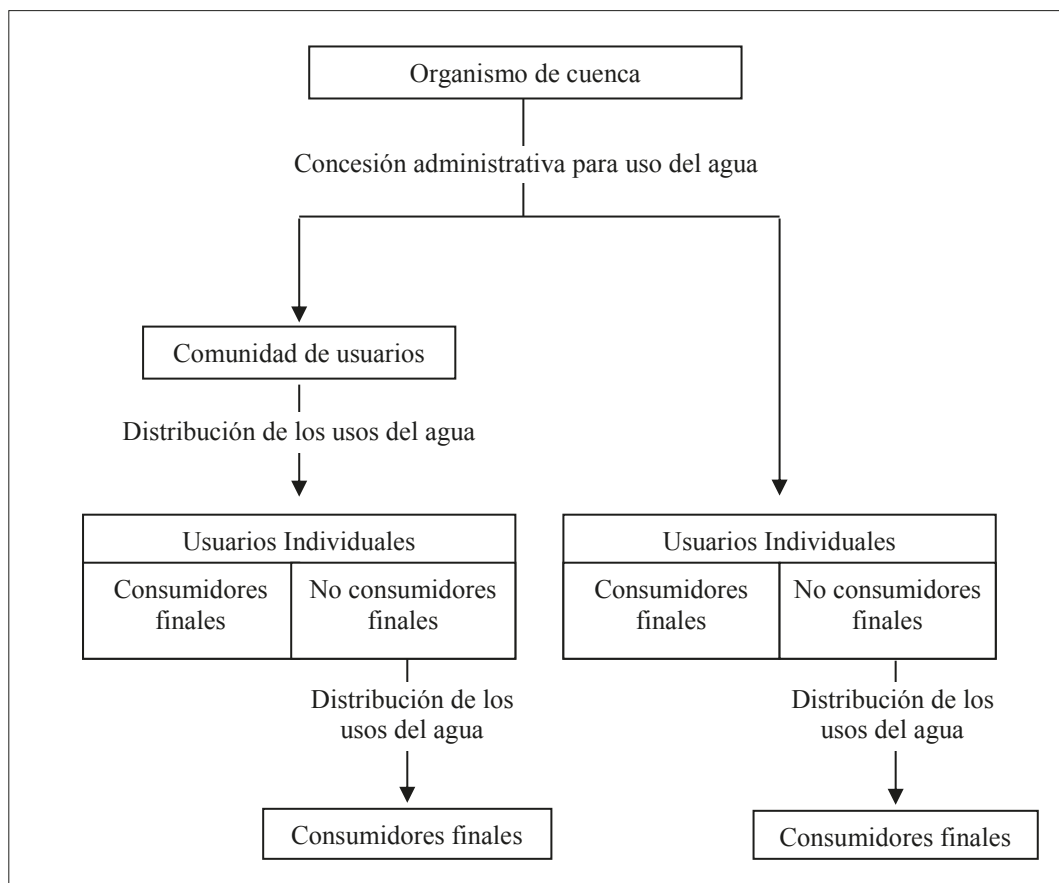 Organismo de cuenca
Concesión administrativa para uso del agua
Comunidad de usuarios
Distribución de los usos del agua
Usuarios Individuales
Consumidores
finales
No consumidores
finales
Distribución de los
usos del agua
Consumidores finales
Usuarios Individuales
Consumidores
finales
No consumidores
finales
Distribución de los
usos del agua
Consumidores finales